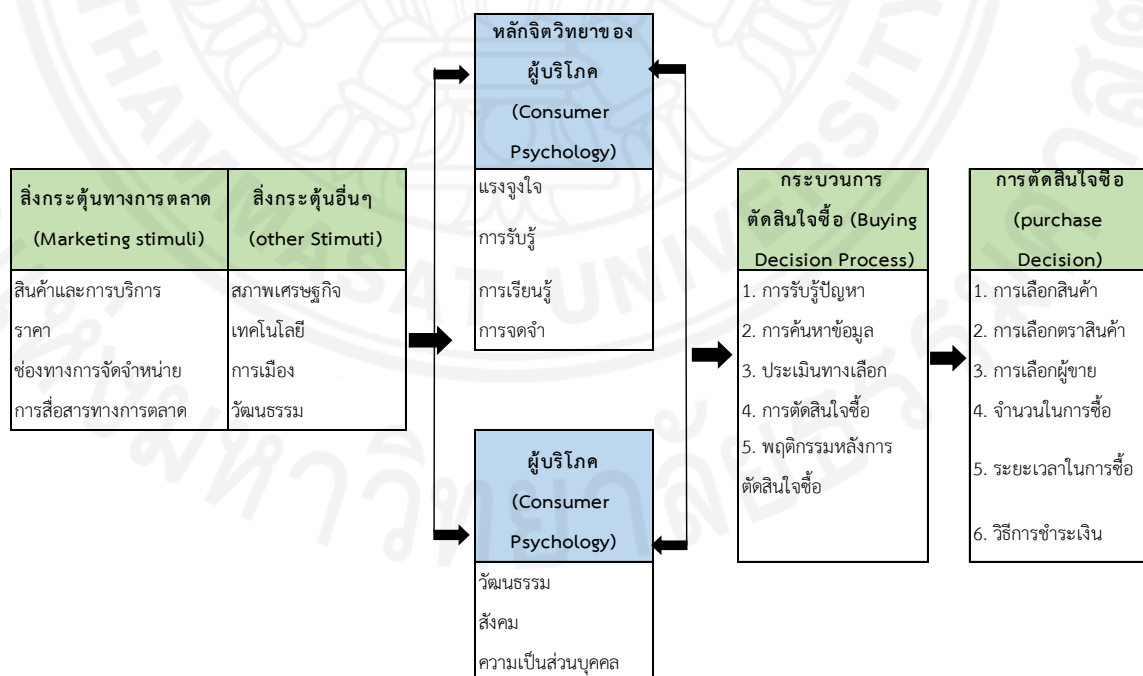 หลักจิตวิทยาของ
ผู้บริโภค
(Consumer
Psychology)
แรงจูงใจ
การรับรู้
การเรียนรู้
การจดจำ
สิ่งกระตุ้นทางการตลาด
(Marketing stimuli)
สินค้าและการบริการ
ราคา
ช่องทางการจัดจำหน่าย
การสื่อสารทางการตลาด
สิ่งกระตุ้นอื่นๆ
(other Stimuti)
สภาพเศรษฐกิจ
เทคโนโลยี
การเมือง
วัฒนธรรม
ผู้บริโภค
(Consumer
Psychology)
วัฒนธรรม
สังคม
ความเป็นส่วนบุคคล
กระบวนการ
ตัดสินใจซื้อ (Buying
Decision Process)
1. การรับรู้ปัญหา
2. การค้นหาข้อมูล
3. ประเมินทางเลือก
4. การตัดสินใจซื้อ
5. พฤติกรรมหลังการ
ตัดสินใจซื้อ
การตัดสินใจซื้อ
(purchase
Decision)
1. การเลือกสินค้า
2. การเลือกตราสินค้า
3. การเลือกผู้ขาย
4. จำนวนในการซื้อ
5. ระยะเวลาในการซื้อ
6. วิธีการชำระเงิน
THAMMASAT UNIVERSITY